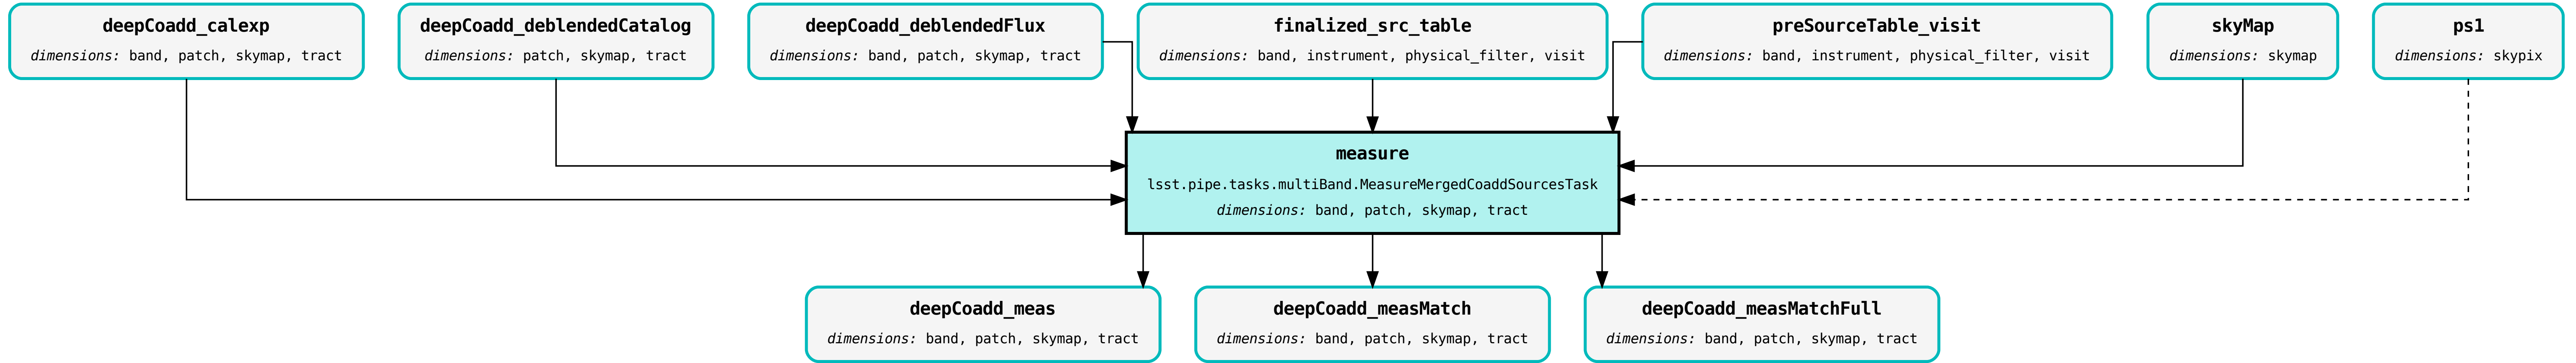 deepCoadd_calexp
dimensions: band, patch, skymap, tract
deepCoadd_deblendedCatalog
dimensions: patch, skymap, tract
deepCoadd_deblendedFlux
dimensions: band, patch, skymap, tract
finalized_src_table
dimensions: band, instrument, physical_filter, visit
preSourceTable_visit
dimensions: band, instrument, physical_filter, visit
skyMap
dimensions: skymap
ps1
dimensions: skypix
measure
lsst.pipe.tasks.multiBand.MeasureMergedCoaddSourcesTask
dimensions: band, patch, skymap, tract
deepCoadd_meas
dimensions: band, patch, skymap, tract
deepCoadd_measMatch
dimensions: band, patch, skymap, tract
deepCoadd_measMatchFull
dimensions: band, patch, skymap, tract